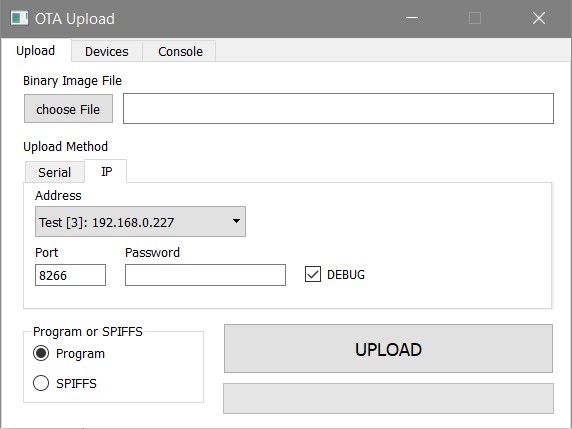 OTA Upload
Upload Devices Console
Binary Image File
choose File
Upload Method
Serial IP
Address
Test [3]: 192.168.0.227
Port Password
8266 DEBUG
Program or SPIFFS
Program
UPLOAD
SPIFFS